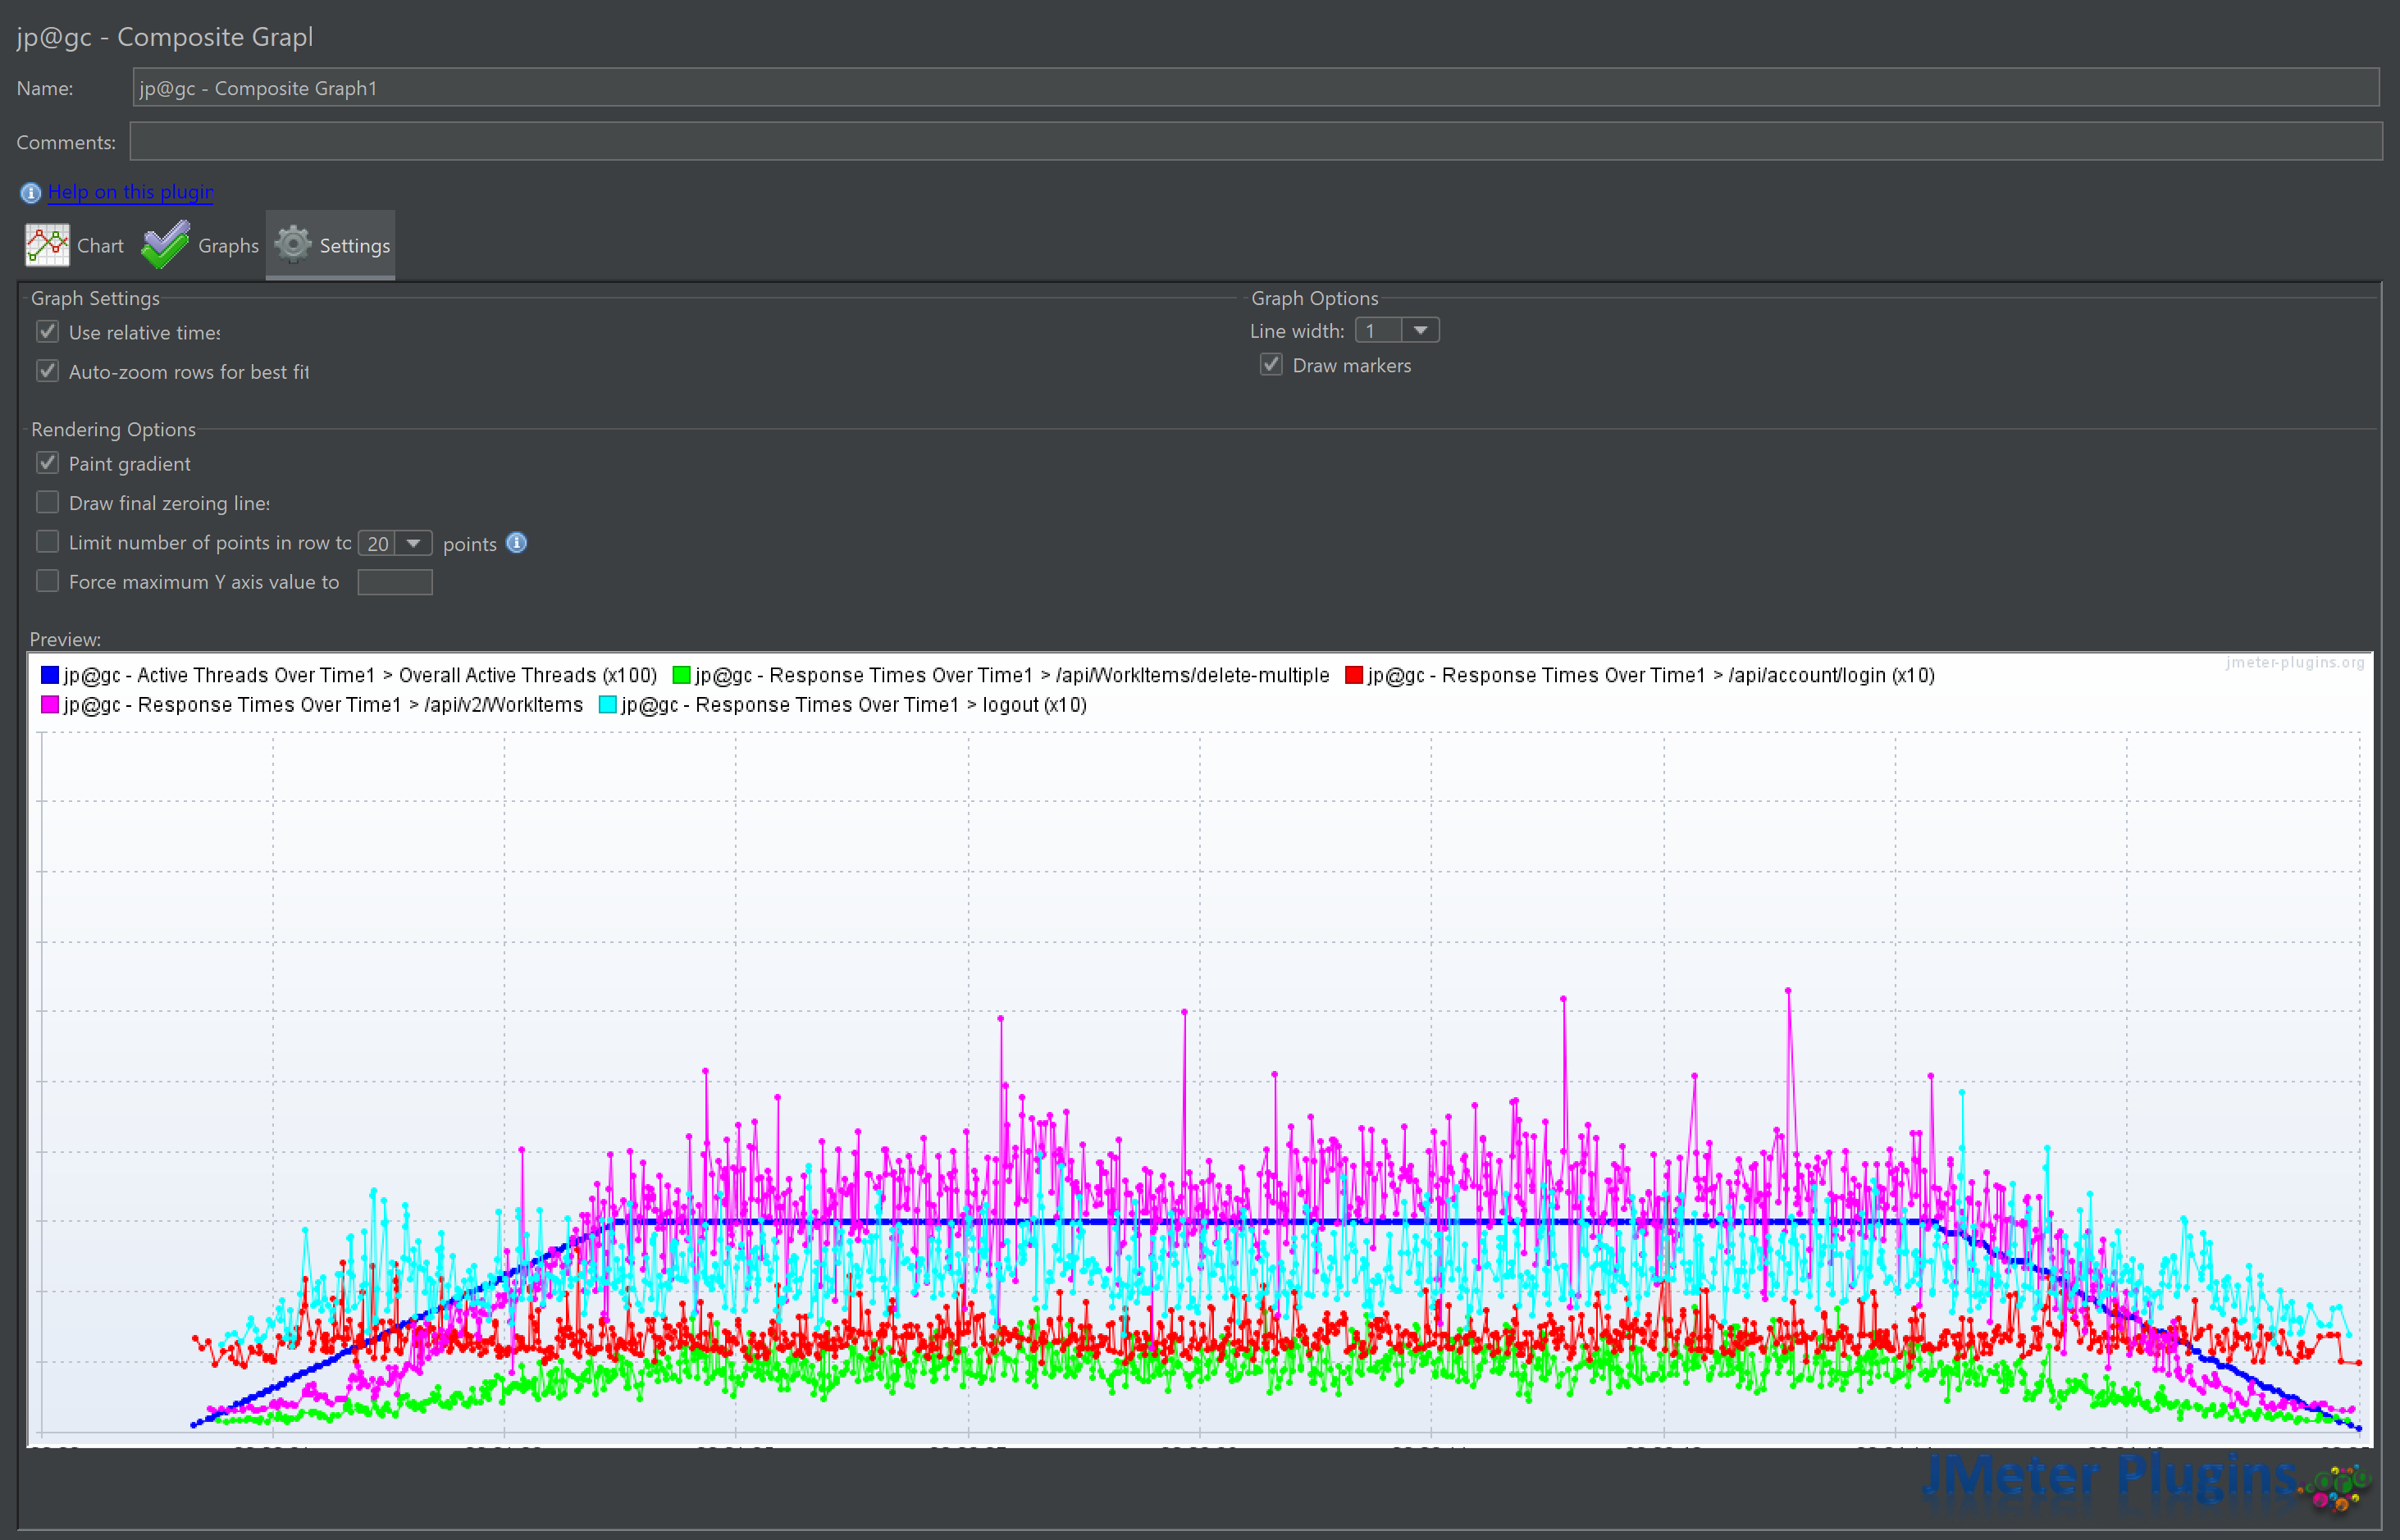 jp@gc - Composite Grapl
Name: jp@gc - Composite Graph1
Comments:
Help on this plugin
Chart Graphs Settings
Graph Settings Graph Options
Use relative times Line width: 1
Auto-zoom rows for best fit Draw markers
Rendering Options
Paint gradient
Draw final zeroing lines
Limit number of points in row to 20 points
Force maximum Y axis value to
Preview:
jmeter-plugins.org
jp@gc - Active Threads Over Time1 > Overall Active Threads (x100) jp@gc - Response Times Over Time1 > /api/WorkItems/delete-multiple jp@gc - Response Times Over Time1 > /api/account/login (x10)
jp@gc - Response Times Over Time1 > /api/v2/WorkItems jp@gc - Response Times Over Time1 > logout (x10)
JMeter Plugins